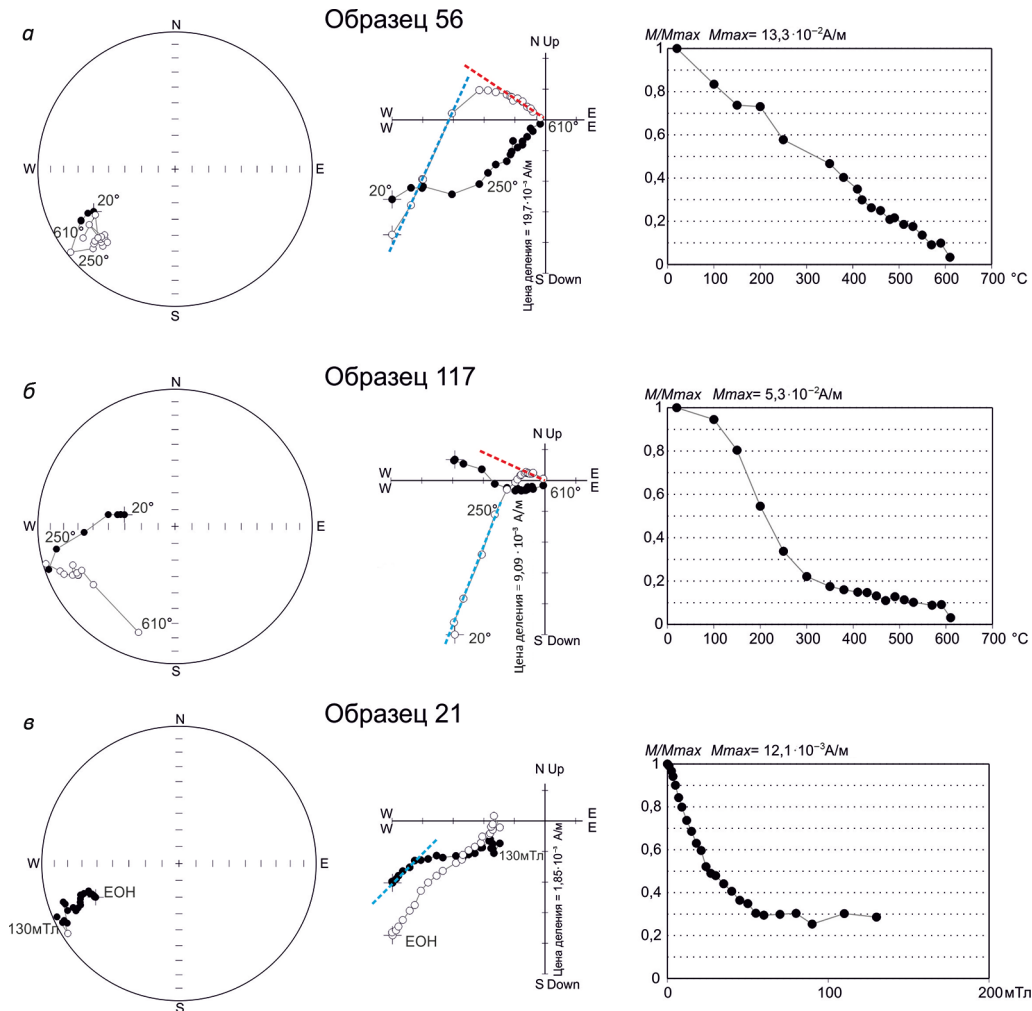 а
Образец 56
N
W
E
S
20°
610°
250°
N Up
W
E
W
E
610°
20°
250°
S Down
Цена деления = 19,7·10⁻³ А/м
M/Mmax Mmax= 13,3·10⁻²А/м
1
0,8
0,6
0,4
0,2
0
0 100 200 300 400 500 600 700 °C
б
Образец 117
N
W
E
S
20°
250°
610°
N Up
W
E
W
E
610°
250°
20°
S Down
Цена деления = 9,09 · 10⁻³ А/м
M/Mmax Mmax= 5,3·10⁻²А/м
1
0,8
0,6
0,4
0,2
0
0 100 200 300 400 500 600 700 °C
в
Образец 21
N
W
E
S
ЕОН
130мТл
N Up
W
E
W
E
130мТл
ЕОН
S Down
Цена деления = 1,85·10⁻³ А/м
M/Mmax Mmax= 12,1·10⁻³А/м
1
0,8
0,6
0,4
0,2
0
0 100 200 мТл